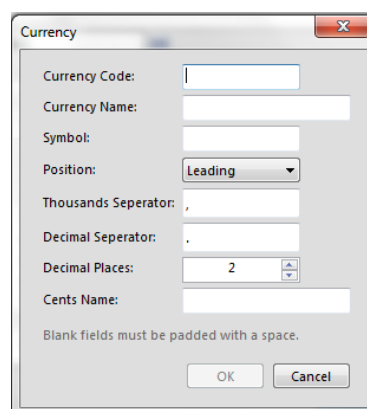 Currency
Currency Code:
Currency Name:
Symbol:
Position: Leading
Thousands Seperator: ,
Decimal Seperator: .
Decimal Places: 2
Cents Name:
Blank fields must be padded with a space.
OK Cancel